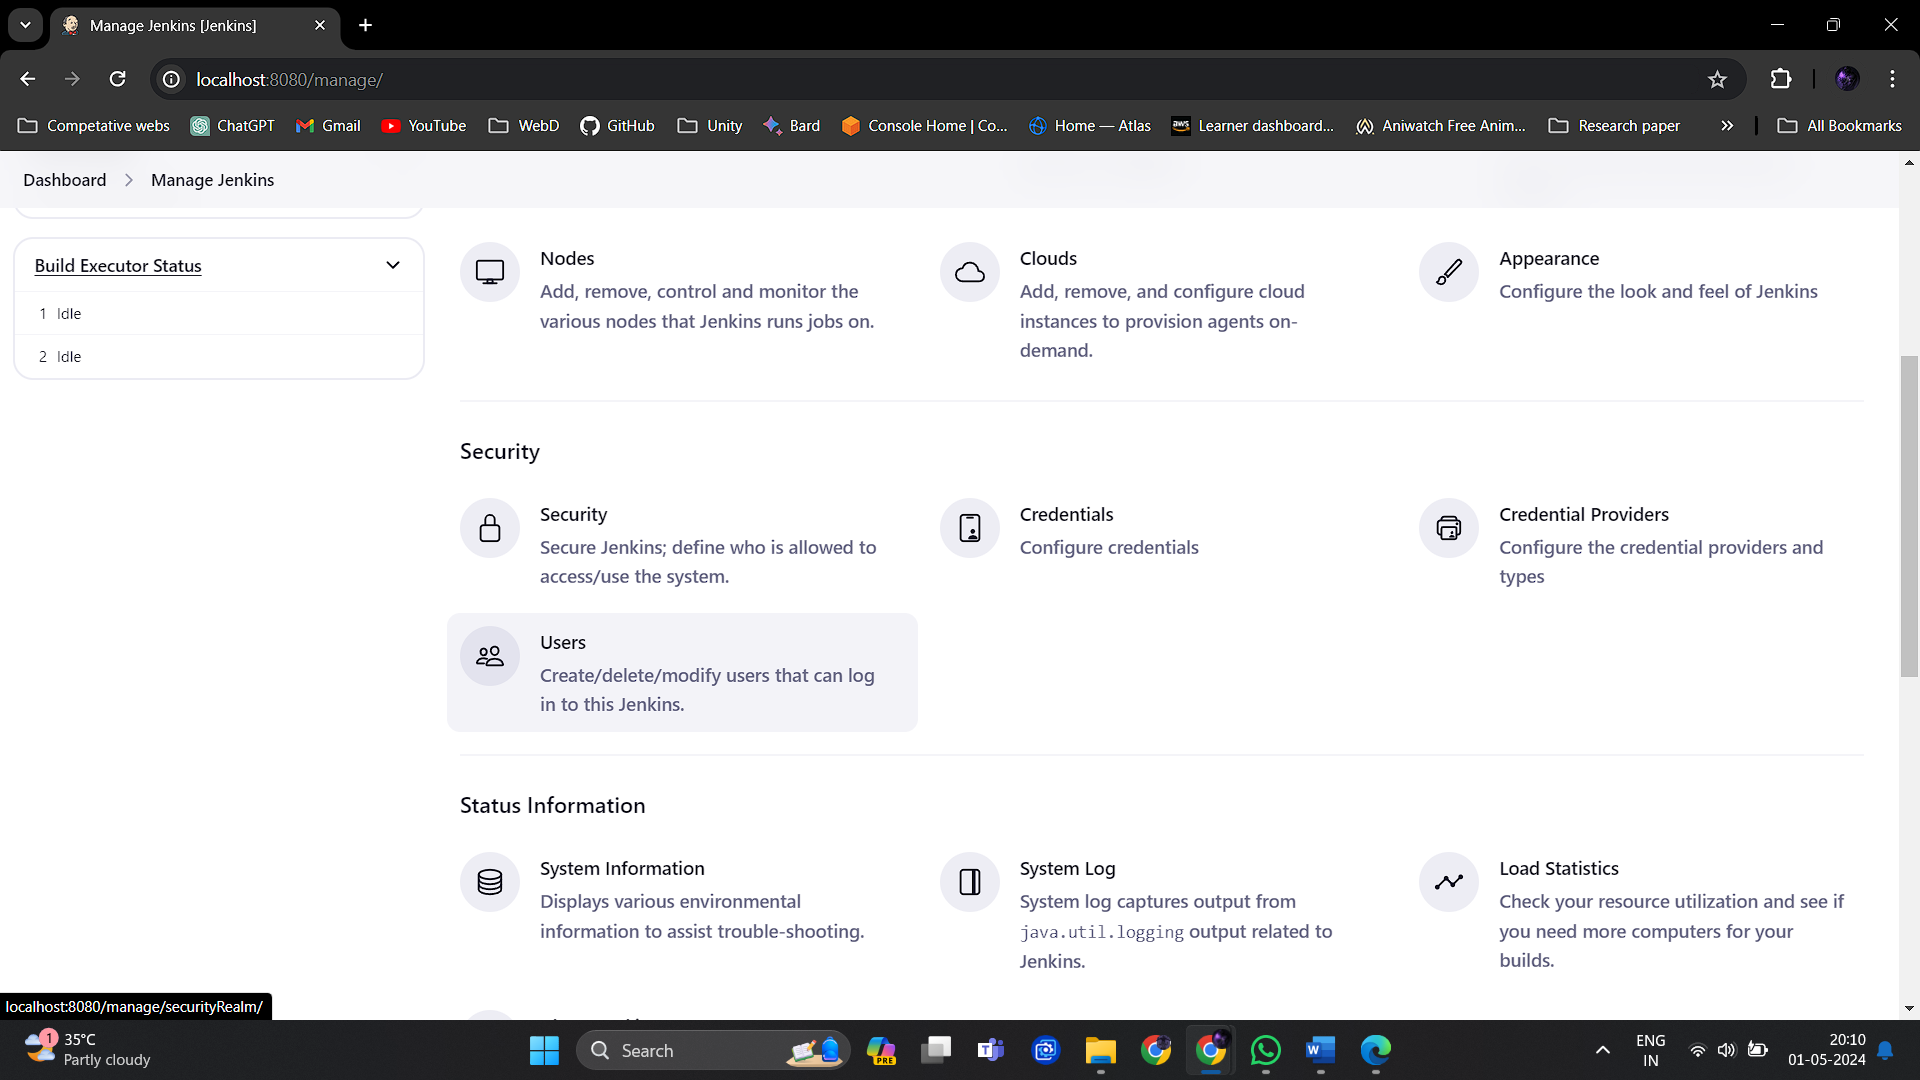 Manage Jenkins [Jenkins]
localhost:8080/manage/
Competative webs
ChatGPT
Gmail
YouTube
WebD
GitHub
Unity
Bard
Console Home | Co...
Home — Atlas
Learner dashboard...
Aniwatch Free Anim...
Research paper
All Bookmarks
Dashboard
Manage Jenkins
Build Executor Status
1 Idle
2 Idle
Nodes
Add, remove, control and monitor the
various nodes that Jenkins runs jobs on.
Clouds
Add, remove, and configure cloud
instances to provision agents on-
demand.
Appearance
Configure the look and feel of Jenkins
Security
Security
Secure Jenkins; define who is allowed to
access/use the system.
Credentials
Configure credentials
Credential Providers
Configure the credential providers and
types
Users
Create/delete/modify users that can log
in to this Jenkins.
Status Information
System Information
Displays various environmental
information to assist trouble-shooting.
System Log
System log captures output from
java.util.logging output related to
Jenkins.
Load Statistics
Check your resource utilization and see if
you need more computers for your
builds.
localhost:8080/manage/securityRealm/
1
35°C
Partly cloudy
Search
PRE
ENG
IN
20:10
01-05-2024